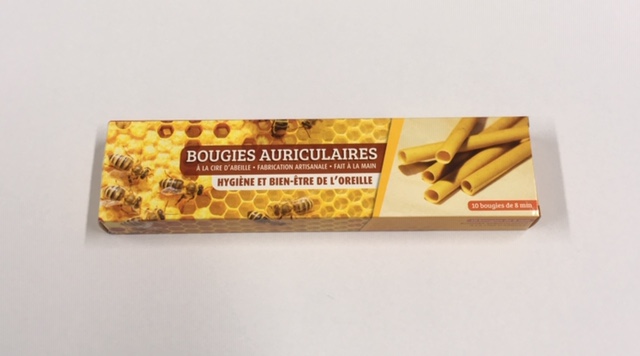 BOUGIES AURICULAIRES
À LA CIRE D'ABEILLE • FABRICATION ARTISANALE • FAIT À LA MAIN
HYGIÈNE ET BIEN-ÊTRE DE L'OREILLE
10 bougies de 8 min